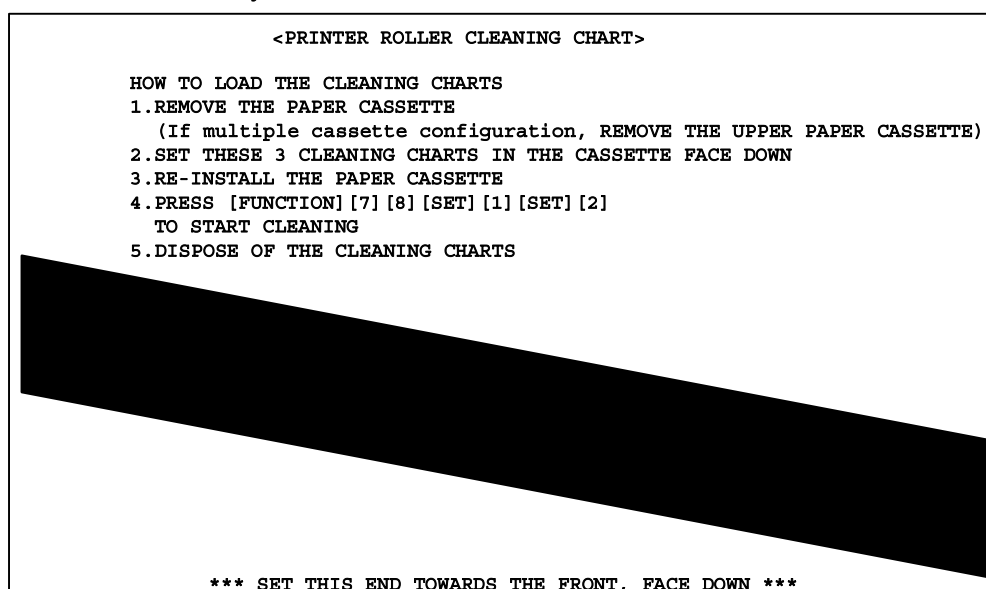 <PRINTER ROLLER CLEANING CHART>
HOW TO LOAD THE CLEANING CHARTS
1.REMOVE THE PAPER CASSETTE
(If multiple cassette configuration, REMOVE THE UPPER PAPER CASSETTE)
2.SET THESE 3 CLEANING CHARTS IN THE CASSETTE FACE DOWN
3.RE-INSTALL THE PAPER CASSETTE
4.PRESS [FUNCTION][7][8][SET][1][SET][2]
TO START CLEANING
5.DISPOSE OF THE CLEANING CHARTS
*** SET THIS END TOWARDS THE FRONT, FACE DOWN ***